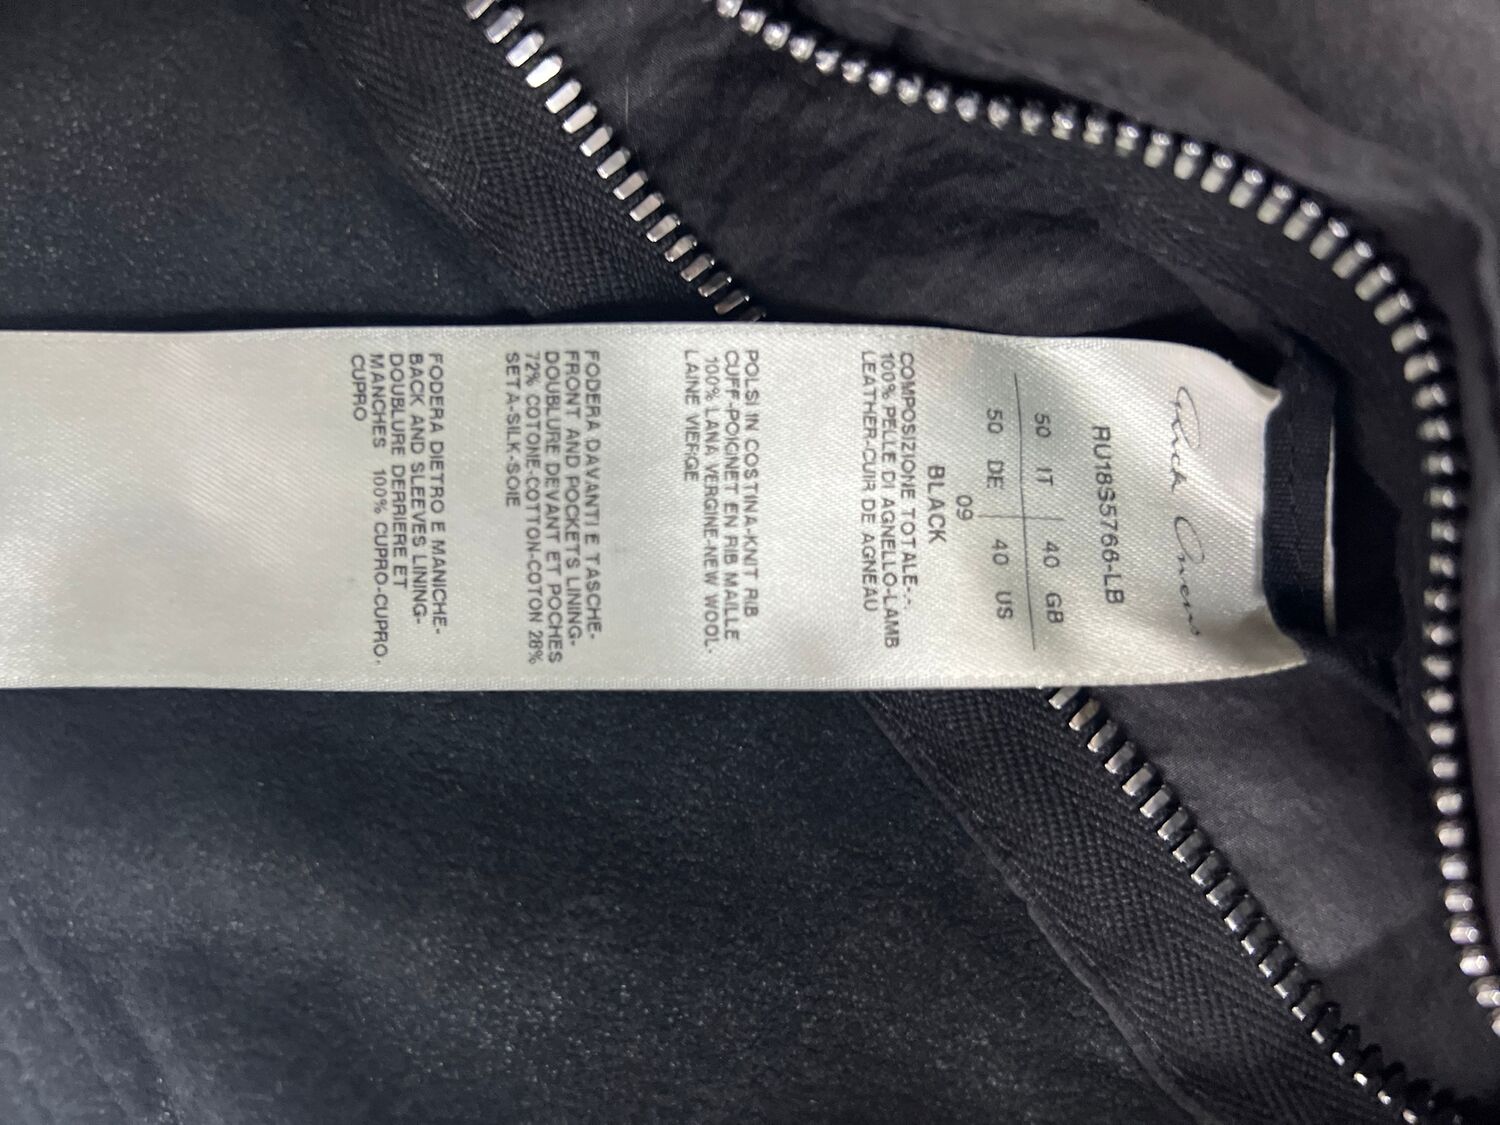 Rick Owens
RU18S5766-LB
50 IT 40 GB
50 DE 40 US
09
BLACK
COMPOSIZIONE TOTALE--.
100% PELLE DI AGNELLO-LAMB
LEATHER-CUIR DE AGNEAU
POLSI IN COSTINA-KNIT RIB
CUFF-POIGINET EN RIB MAILLE
100% LANA VERGINE-NEW WOOL-
LAINE VIERGE
FODERA DAVANTI E TASCHE-
FRONT AND POCKETS LINING-
DOUBLURE DEVANT ET POCHES
72% COTONE-COTTON-COTON 28%
SETA-SILK-SOIE
FODERA DIETRO E MANICHE-
BACK AND SLEEVES LINING-
DOUBLURE DERRIERE ET
MANCHES 100% CUPRO-CUPRO-
CUPRO